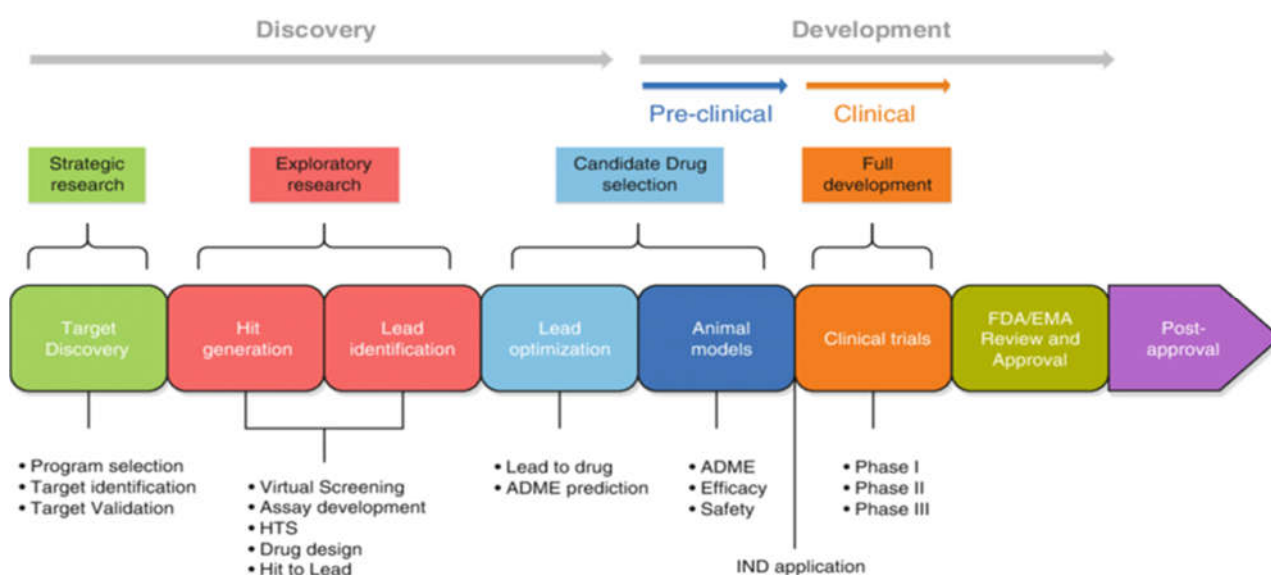 Discovery
Development
Pre-clinical
Clinical
Strategic
research
Exploratory
research
Candidate Drug
selection
Full
development
Target
Discovery
Hit
generation
Lead
identification
Lead
optimization
Animal
models
Clinical trials
FDA/EMA
Review and
Approval
Post-
approval
• Program selection
• Target identification
• Target Validation
• Virtual Screening
• Assay development
• HTS
• Drug design
• Hit to Lead
• Lead to drug
• ADME prediction
• ADME
• Efficacy
• Safety
• Phase I
• Phase II
• Phase III
IND application